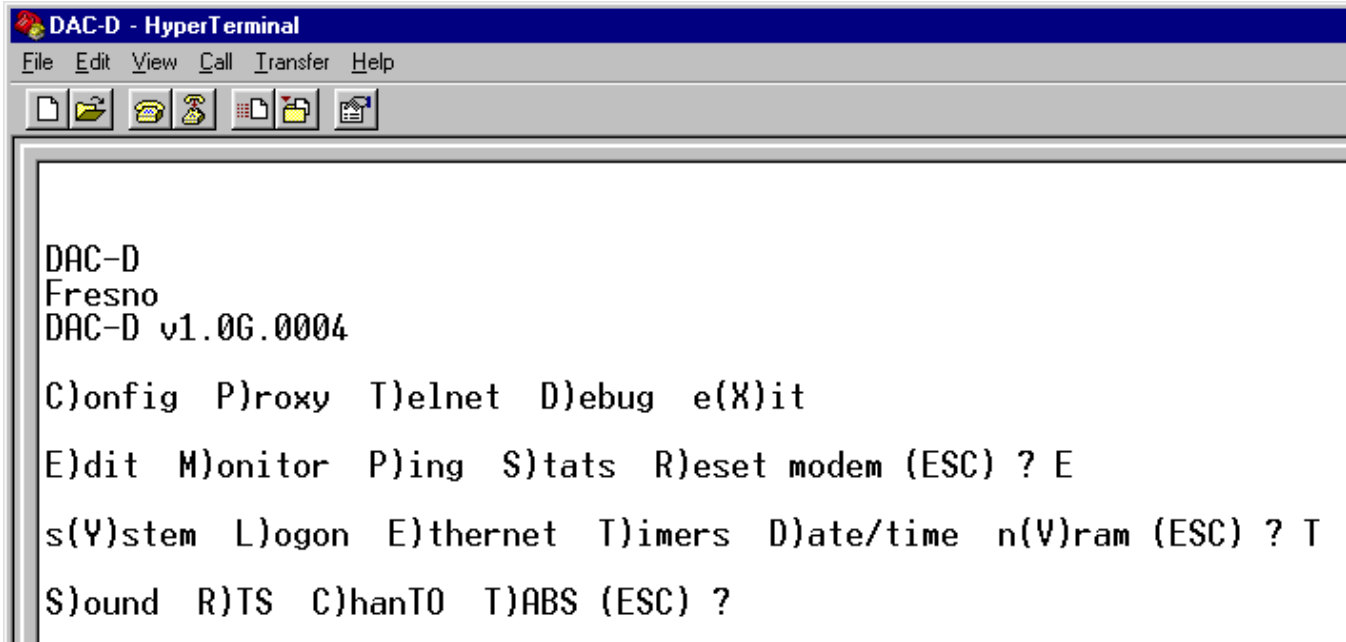 DAC-D - HyperTerminal
File Edit View Call Transfer Help
DAC-D
Fresno
DAC-D v1.0G.0004
C)onfig P)roxy T)elnet D)ebug e(X)it
E)dit M)onitor P)ing S)tats R)eset modem (ESC) ? E
s(Y)stem L)ogon E)thernet T)imers D)ate/time n(V)ram (ESC) ? T
S)ound R)TS C)hanTO T)ABS (ESC) ?